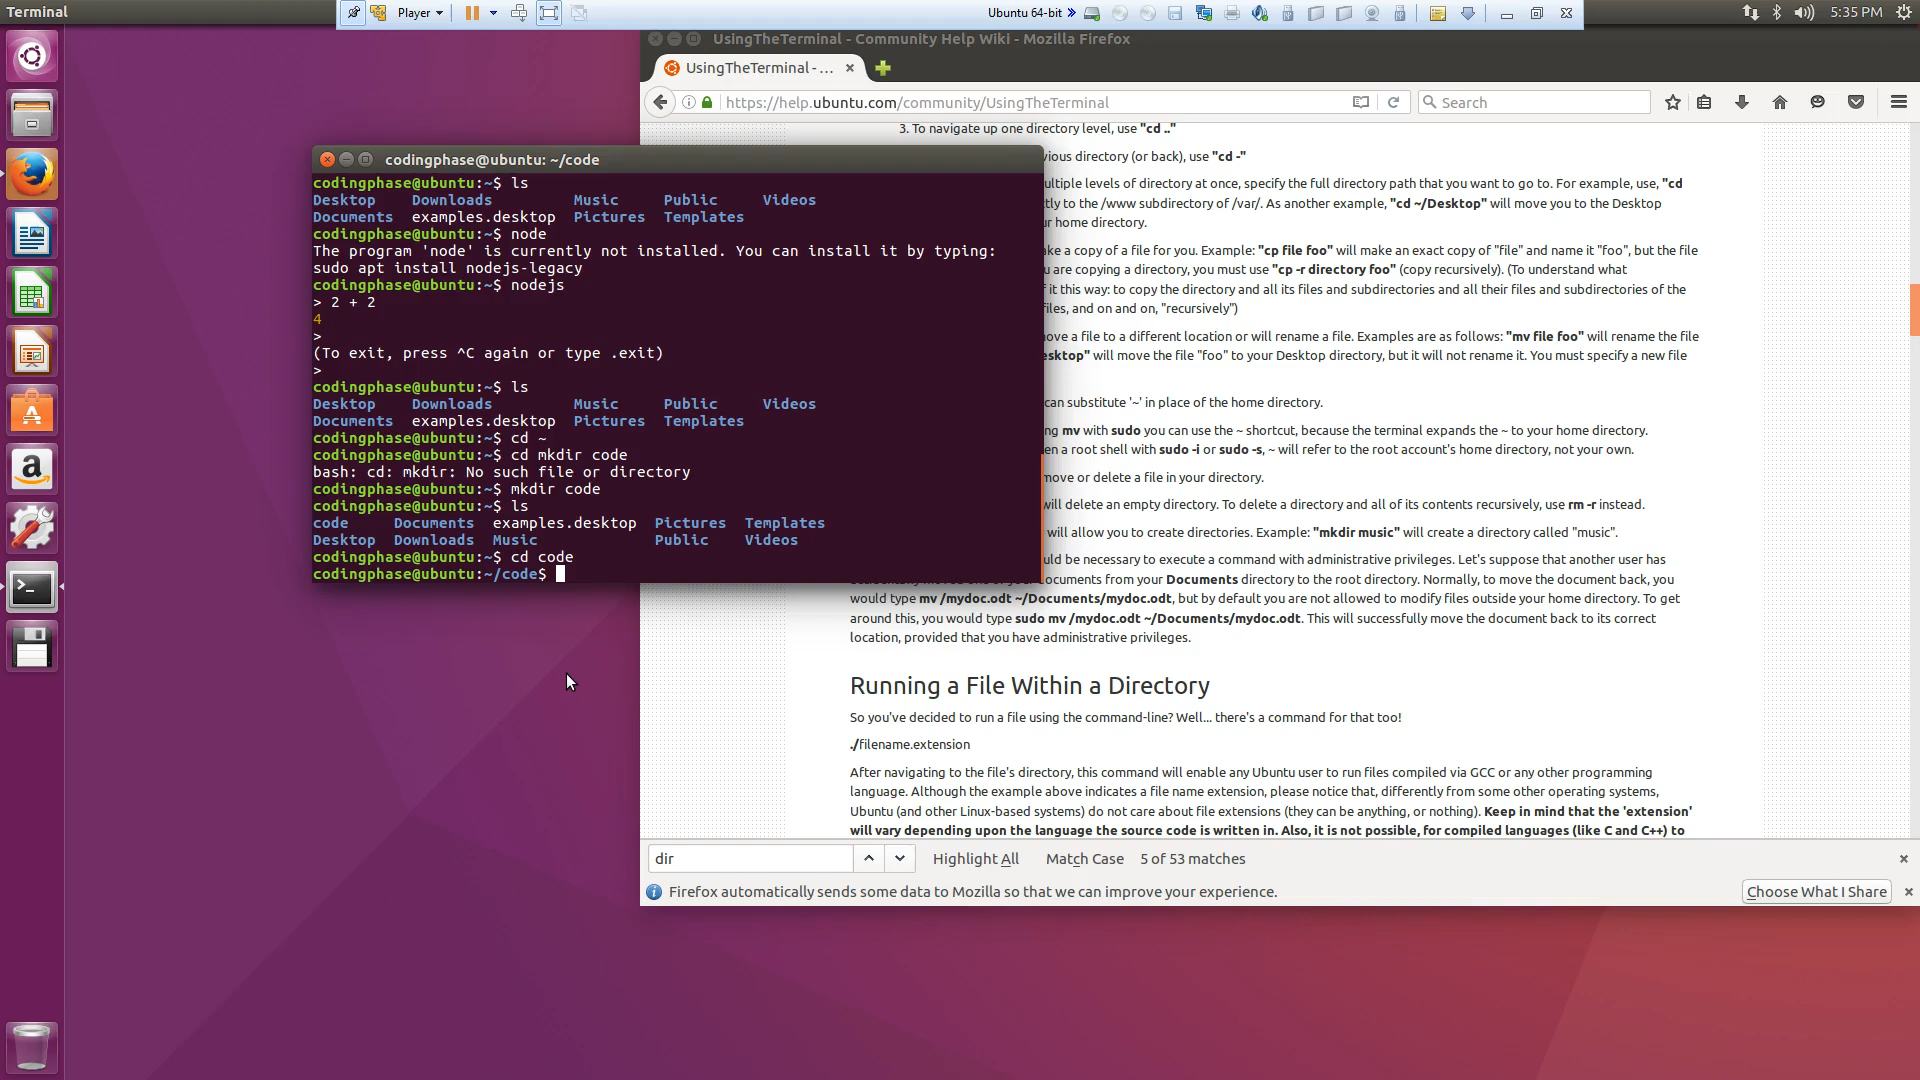 Terminal
Player
Ubuntu 64-bit
5:35 PM
UsingTheTerminal - Community Help Wiki - Mozilla Firefox
UsingTheTerminal - ...
https://help.ubuntu.com/community/UsingTheTerminal
Search
codingphase@ubuntu: ~/code
codingphase@ubuntu:~$ ls
Desktop Downloads Music Public Videos
Documents examples.desktop Pictures Templates
codingphase@ubuntu:~$ node
The program 'node' is currently not installed. You can install it by typing:
sudo apt install nodejs-legacy
codingphase@ubuntu:~$ nodejs
> 2 + 2
4
>
(To exit, press ^C again or type .exit)
>
codingphase@ubuntu:~$ ls
Desktop Downloads Music Public Videos
Documents examples.desktop Pictures Templates
codingphase@ubuntu:~$ cd ~
codingphase@ubuntu:~$ cd mkdir code
bash: cd: mkdir: No such file or directory
codingphase@ubuntu:~$ mkdir code
codingphase@ubuntu:~$ ls
code Documents examples.desktop Pictures Templates
Desktop Downloads Music Public Videos
codingphase@ubuntu:~$ cd code
codingphase@ubuntu:~/code$
3. To navigate up one directory level, use "cd .."
vious directory (or back), use "cd -"
ultiple levels of directory at once, specify the full directory path that you want to go to. For example, use, "cd
tly to the /www subdirectory of /var/. As another example, "cd ~/Desktop" will move you to the Desktop
ur home directory.
ake a copy of a file for you. Example: "cp file foo" will make an exact copy of "file" and name it "foo", but the file
u are copying a directory, you must use "cp -r directory foo" (copy recursively). (To understand what
f it this way: to copy the directory and all its files and subdirectories and all their files and subdirectories of the
files, and on and on, "recursively")
ove a file to a different location or will rename a file. Examples are as follows: "mv file foo" will rename the file
esktop" will move the file "foo" to your Desktop directory, but it will not rename it. You must specify a new file
can substitute '~' in place of the home directory.
ng mv with sudo you can use the ~ shortcut, because the terminal expands the ~ to your home directory.
en a root shell with sudo -i or sudo -s, ~ will refer to the root account's home directory, not your own.
move or delete a file in your directory.
will delete an empty directory. To delete a directory and all of its contents recursively, use rm -r instead.
will allow you to create directories. Example: "mkdir music" will create a directory called "music".
uld be necessary to execute a command with administrative privileges. Let's suppose that another user has
ocuments from your Documents directory to the root directory. Normally, to move the document back, you
would type mv /mydoc.odt ~/Documents/mydoc.odt, but by default you are not allowed to modify files outside your home directory. To get
around this, you would type sudo mv /mydoc.odt ~/Documents/mydoc.odt. This will successfully move the document back to its correct
location, provided that you have administrative privileges.
Running a File Within a Directory
So you've decided to run a file using the command-line? Well... there's a command for that too!
./filename.extension
After navigating to the file's directory, this command will enable any Ubuntu user to run files compiled via GCC or any other programming
language. Although the example above indicates a file name extension, please notice that, differently from some other operating systems,
Ubuntu (and other Linux-based systems) do not care about file extensions (they can be anything, or nothing). Keep in mind that the 'extension'
will vary depending upon the language the source code is written in. Also, it is not possible, for compiled languages (like C and C++) to
dir
Highlight All
Match Case
5 of 53 matches
Firefox automatically sends some data to Mozilla so that we can improve your experience.
Choose What I Share